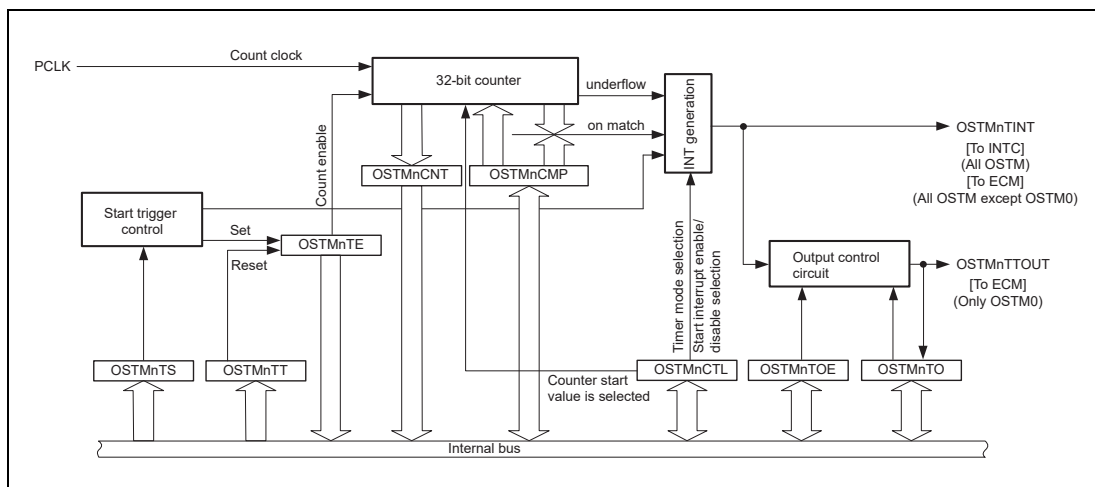 PCLK
Count clock
32-bit counter
underflow
on match
INT generation
OSTMnTINT
[To INTC]
(All OSTM)
[To ECM]
(All OSTM except OSTM0)
Count enable
OSTMnCNT
OSTMnCMP
Start trigger
control
Set
Reset
OSTMnTE
Timer mode selection
Start interrupt enable/
disable selection
Output control
circuit
OSTMnTTOUT
[To ECM]
(Only OSTM0)
OSTMnTS
OSTMnTT
Counter start
value is selected
OSTMnCTL
OSTMnTOE
OSTMnTO
Internal bus